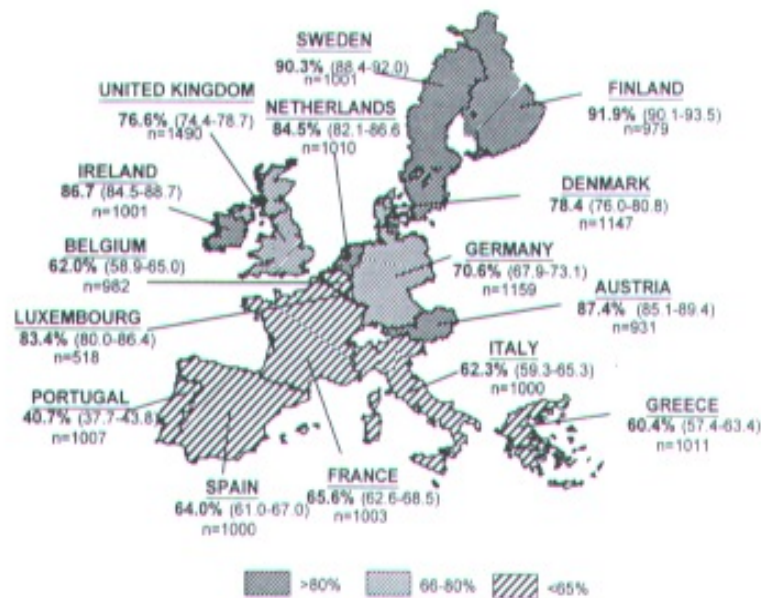 SWEDEN
90.3% (88.4-92.0)
n=1001
UNITED KINGDOM
76.6% (74.4-78.7)
n=1490
NETHERLANDS
84.5% (82.1-86.6
n=1010
FINLAND
91.9% (90.1-93.5)
n=979
IRELAND
86.7 (84.5-88.7)
n=1001
DENMARK
78.4 (76.0-80.8)
n=1147
BELGIUM
62.0% (58.9-65.0)
n=982
GERMANY
70.6% (67.9-73.1)
n=1159
AUSTRIA
87.4% (85.1-89.4)
n=931
LUXEMBOURG
83.4% (80.0-86.4)
n=518
ITALY
62.3% (59.3-65.3)
n=1000
PORTUGAL
40.7% (37.7-43.8)
n=1007
GREECE
60.4% (57.4-63.4)
n=1011
SPAIN
64.0% (61.0-67.0)
n=1000
FRANCE
65.6% (62.6-68.5)
n=1003
>80%
66-80%
<65%